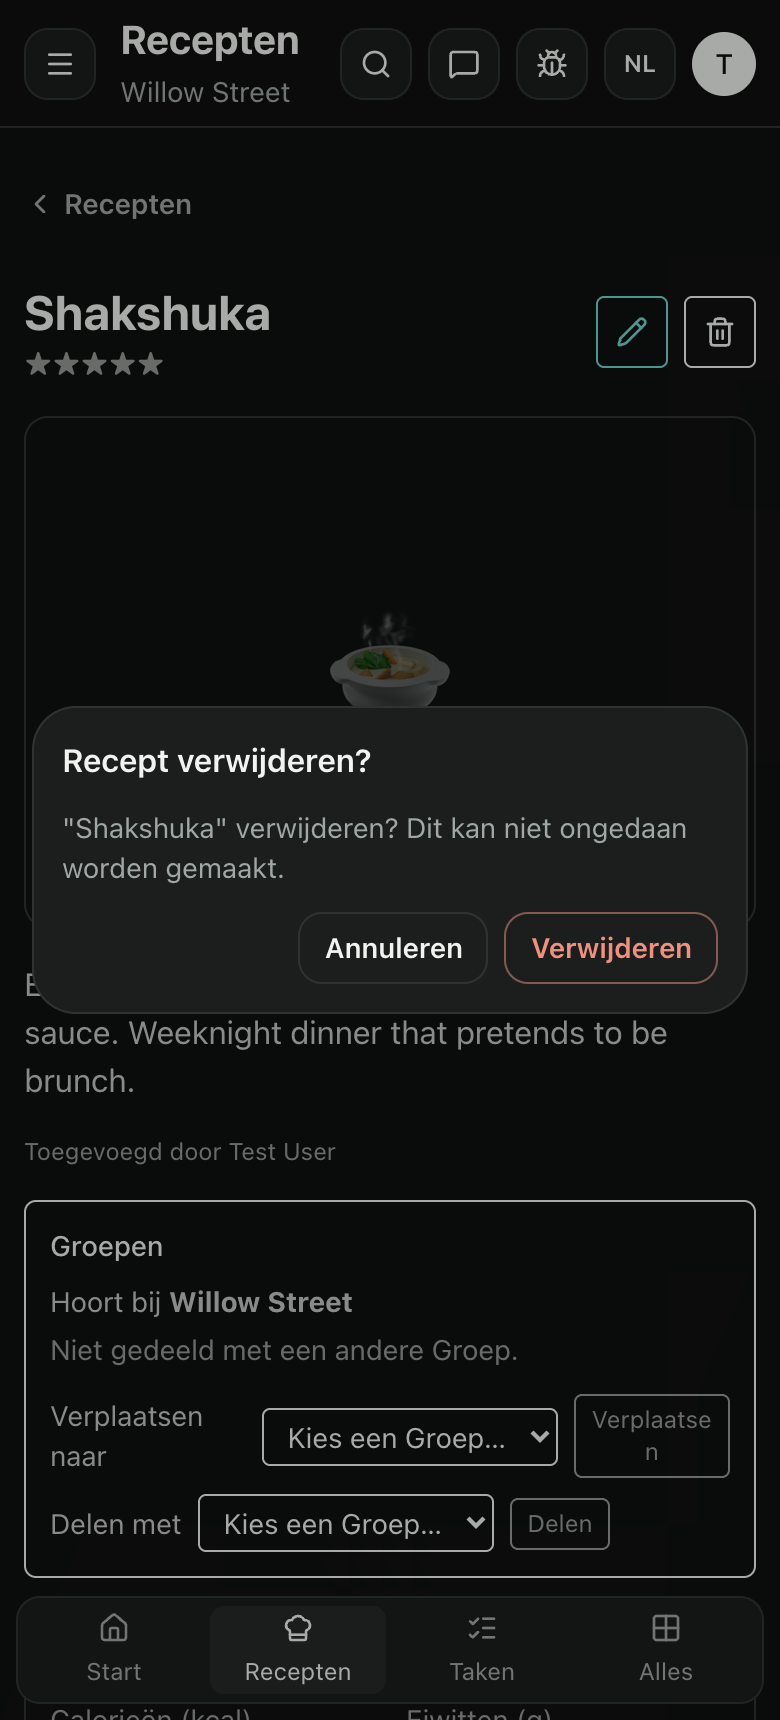 Recepten
Willow Street
NL
T
Recepten
Shakshuka
Recept verwijderen?
"Shakshuka" verwijderen? Dit kan niet ongedaan
worden gemaakt.
Annuleren
Verwijderen
sauce. Weeknight dinner that pretends to be
brunch.
Toegevoegd door Test User
Groepen
Hoort bij Willow Street
Niet gedeeld met een andere Groep.
Verplaatsen
naar
Kies een Groep...
Verplaatse
n
Delen met
Kies een Groep...
Delen
Start
Recepten
Taken
Alles
Calorieën (kcal)
Eiwitten (g)